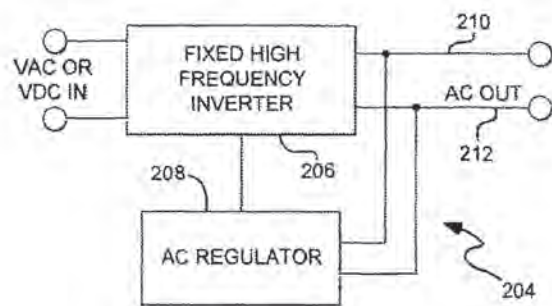 VAC OR
VDC IN
FIXED HIGH
FREQUENCY
INVERTER
210
AC OUT
212
206
208
AC REGULATOR
204